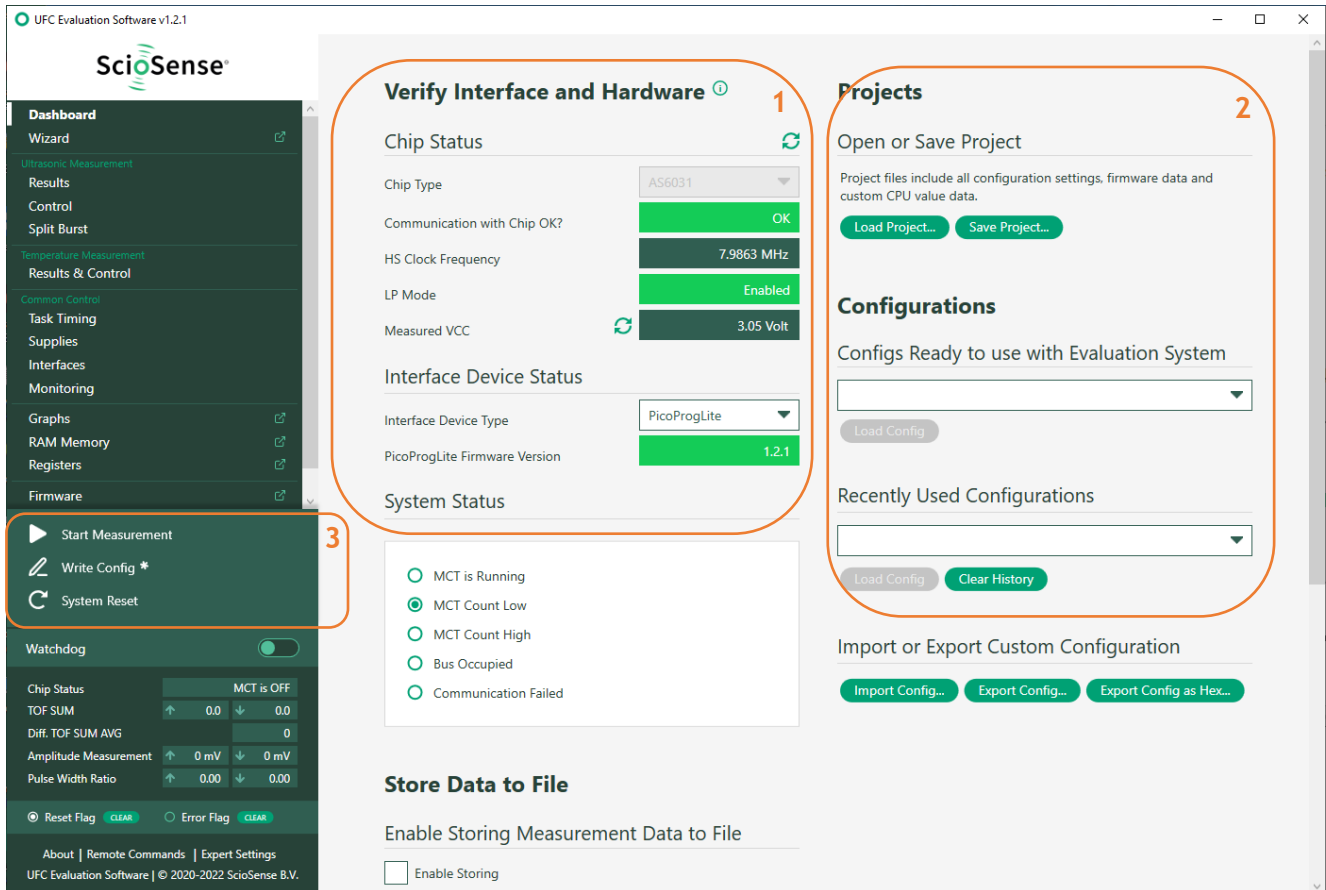 UFC Evaluation Software v1.2.1
ScioSense®
Dashboard
Wizard
Ultrasonic Measurement
Results
Control
Split Burst
Temperature Measurement
Results & Control
Common Control
Task Timing
Supplies
Interfaces
Monitoring
Graphs
RAM Memory
Registers
Firmware
Start Measurement
Write Config *
System Reset
3
Watchdog
Chip Status MCT is OFF
TOF SUM ↑ 0.0 ↓ 0.0
Diff. TOF SUM AVG 0
Amplitude Measurement ↑ 0 mV ↓ 0 mV
Pulse Width Ratio ↑ 0.00 ↓ 0.00
Reset Flag CLEAR Error Flag CLEAR
About | Remote Commands | Expert Settings
UFC Evaluation Software | © 2020-2022 ScioSense B.V.
Verify Interface and Hardware
1
Chip Status
Chip Type AS6031
Communication with Chip OK? OK
HS Clock Frequency 7.9863 MHz
LP Mode Enabled
Measured VCC 3.05 Volt
Interface Device Status
Interface Device Type PicoProgLite
PicoProgLite Firmware Version 1.2.1
System Status
MCT is Running
MCT Count Low
MCT Count High
Bus Occupied
Communication Failed
Store Data to File
Enable Storing Measurement Data to File
Enable Storing
Projects
2
Open or Save Project
Project files include all configuration settings, firmware data and
custom CPU value data.
Load Project... Save Project...
Configurations
Configs Ready to use with Evaluation System
Load Config
Recently Used Configurations
Load Config Clear History
Import or Export Custom Configuration
Import Config... Export Config... Export Config as Hex...